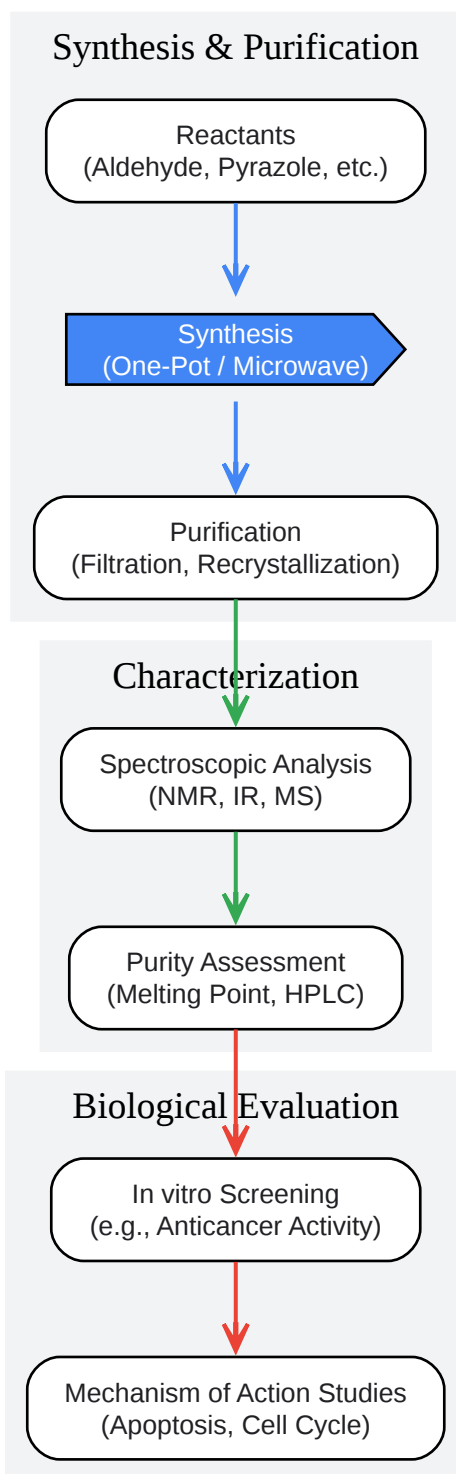 Synthesis & Purification
Reactants
(Aldehyde, Pyrazole, etc.)
Synthesis
(One-Pot / Microwave)
Purification
(Filtration, Recrystallization)
Characterization
Spectroscopic Analysis
(NMR, IR, MS)
Purity Assessment
(Melting Point, HPLC)
Biological Evaluation
In vitro Screening
(e.g., Anticancer Activity)
Mechanism of Action Studies
(Apoptosis, Cell Cycle)